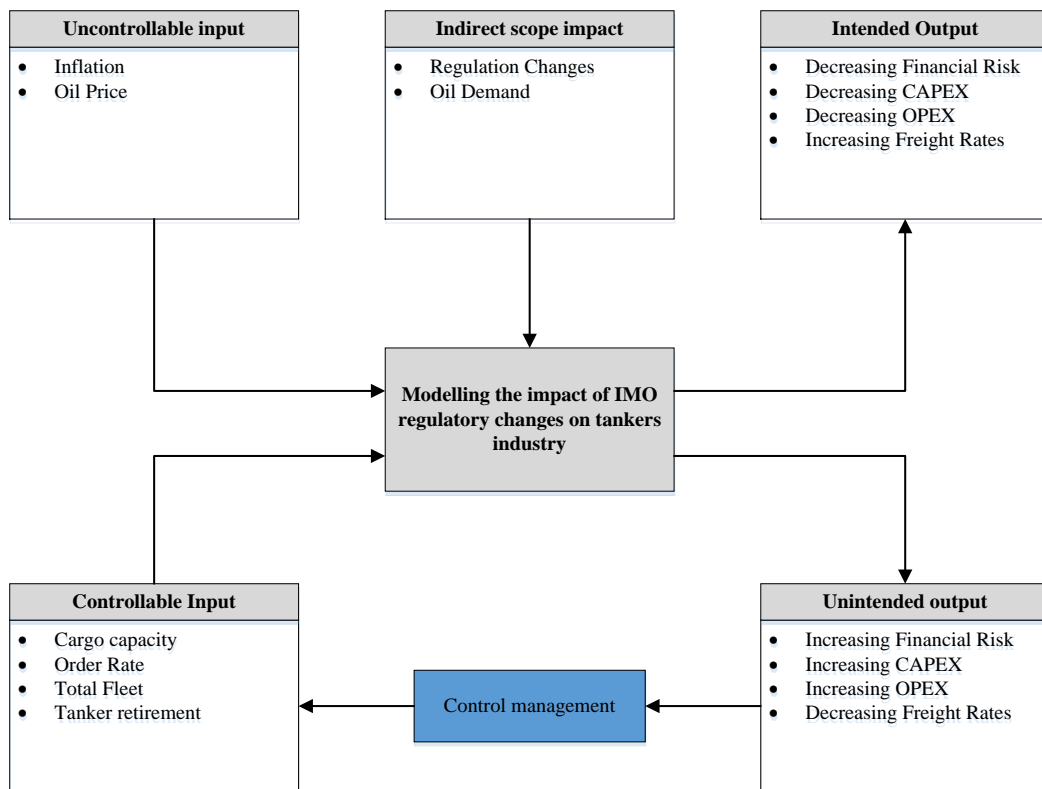 Uncontrollable input
• Inflation
• Oil Price
Indirect scope impact
• Regulation Changes
• Oil Demand
Intended Output
• Decreasing Financial Risk
• Decreasing CAPEX
• Decreasing OPEX
• Increasing Freight Rates
Modelling the impact of IMO
regulatory changes on tankers
industry
Controllable Input
• Cargo capacity
• Order Rate
• Total Fleet
• Tanker retirement
Control management
Unintended output
• Increasing Financial Risk
• Increasing CAPEX
• Increasing OPEX
• Decreasing Freight Rates